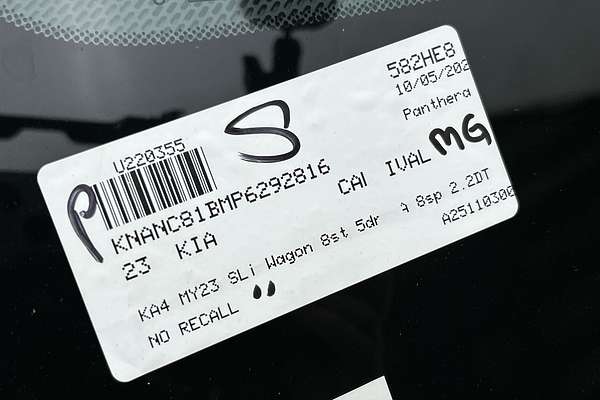 582HE8
10/05/202
Panthera
U220355
S
P
MG
KNANC81BMP6292816
CAI IVAL
23 KIA
KA4 MY23 SLi Wagon 8st 5dr A 8sp 2.2DT
A25110300
NO RECALL